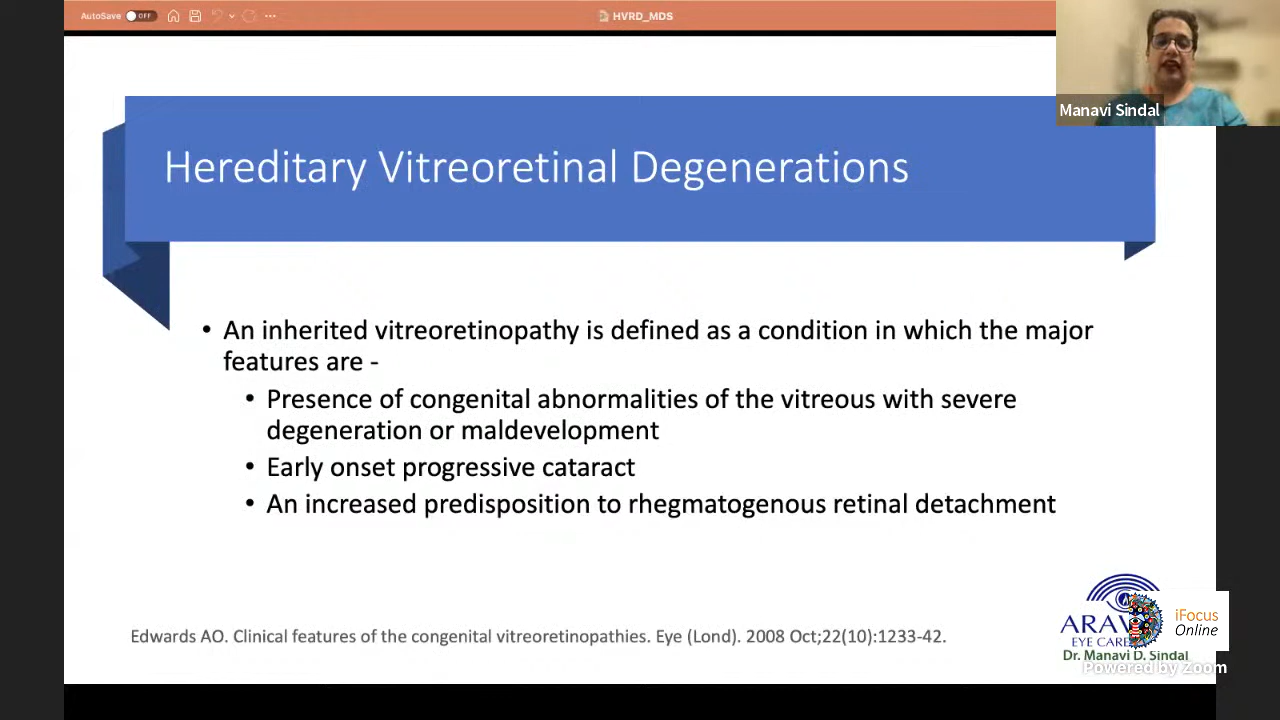 AutoSave OFF
HVRD_MDS
Manavi Sindal
Hereditary Vitreoretinal Degenerations
• An inherited vitreoretinopathy is defined as a condition in which the major
features are -
• Presence of congenital abnormalities of the vitreous with severe
degeneration or maldevelopment
• Early onset progressive cataract
• An increased predisposition to rhegmatogenous retinal detachment
Edwards AO. Clinical features of the congenital vitreoretinopathies. Eye (Lond). 2008 Oct;22(10):1233-42.
EYE CARE
iFocus
Online
Dr. Manavi D. Sindal
Powered by Zoom